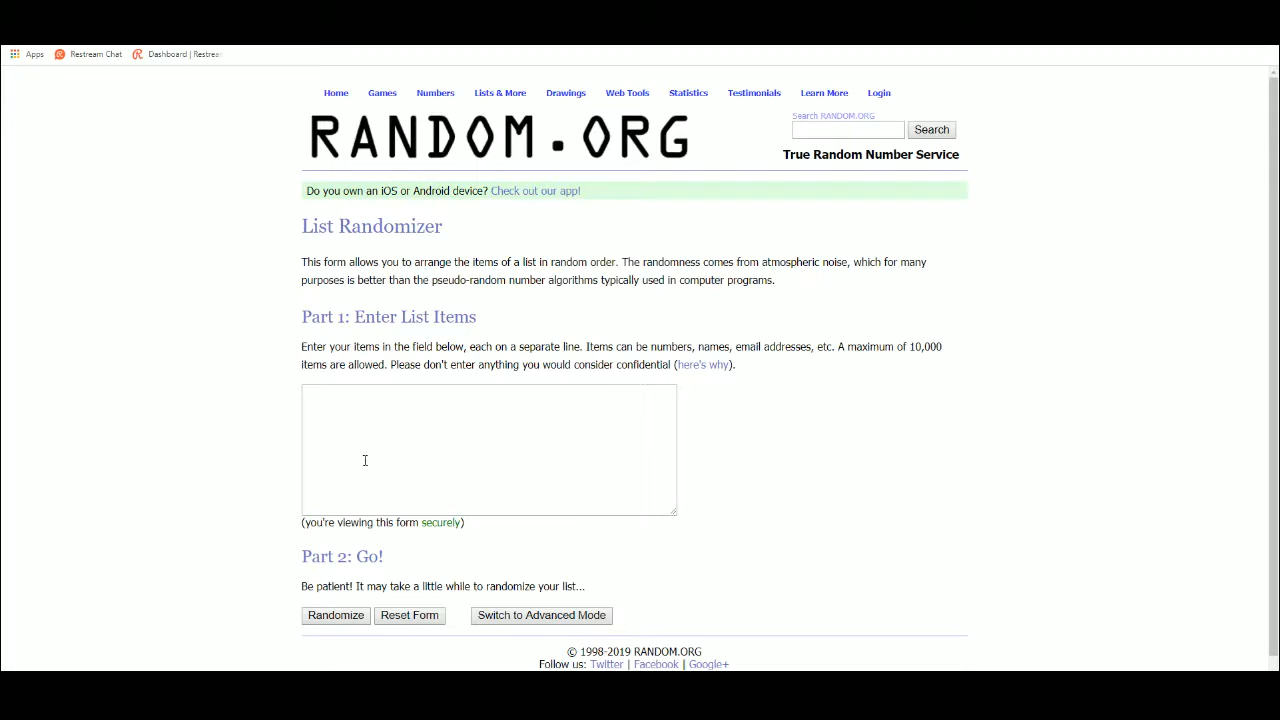 Apps Restream Chat Dashboard | Restrea
Home Games Numbers Lists & More Drawings Web Tools Statistics Testimonials Learn More Login
RANDOM.ORG
Search RANDOM.ORG
Search
True Random Number Service
Do you own an iOS or Android device? Check out our app!
List Randomizer
This form allows you to arrange the items of a list in random order. The randomness comes from atmospheric noise, which for many
purposes is better than the pseudo-random number algorithms typically used in computer programs.
Part 1: Enter List Items
Enter your items in the field below, each on a separate line. Items can be numbers, names, email addresses, etc. A maximum of 10,000
items are allowed. Please don't enter anything you would consider confidential (here's why).
(you're viewing this form securely)
Part 2: Go!
Be patient! It may take a little while to randomize your list...
Randomize Reset Form Switch to Advanced Mode
© 1998-2019 RANDOM.ORG
Follow us: Twitter | Facebook | Google+